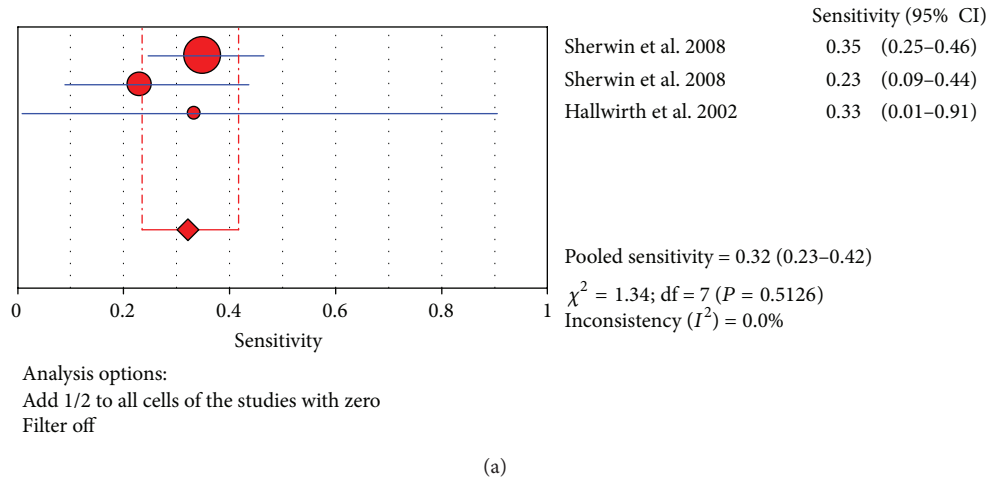 Sensitivity (95% CI)
Sherwin et al. 2008 0.35 (0.25–0.46)
Sherwin et al. 2008 0.23 (0.09–0.44)
Hallwirth et al. 2002 0.33 (0.01–0.91)
Pooled sensitivity = 0.32 (0.23–0.42)
χ² = 1.34; df = 7 (P = 0.5126)
Inconsistency (I²) = 0.0%
0 0.2 0.4 0.6 0.8 1
Sensitivity
Analysis options:
Add 1/2 to all cells of the studies with zero
Filter off
(a)